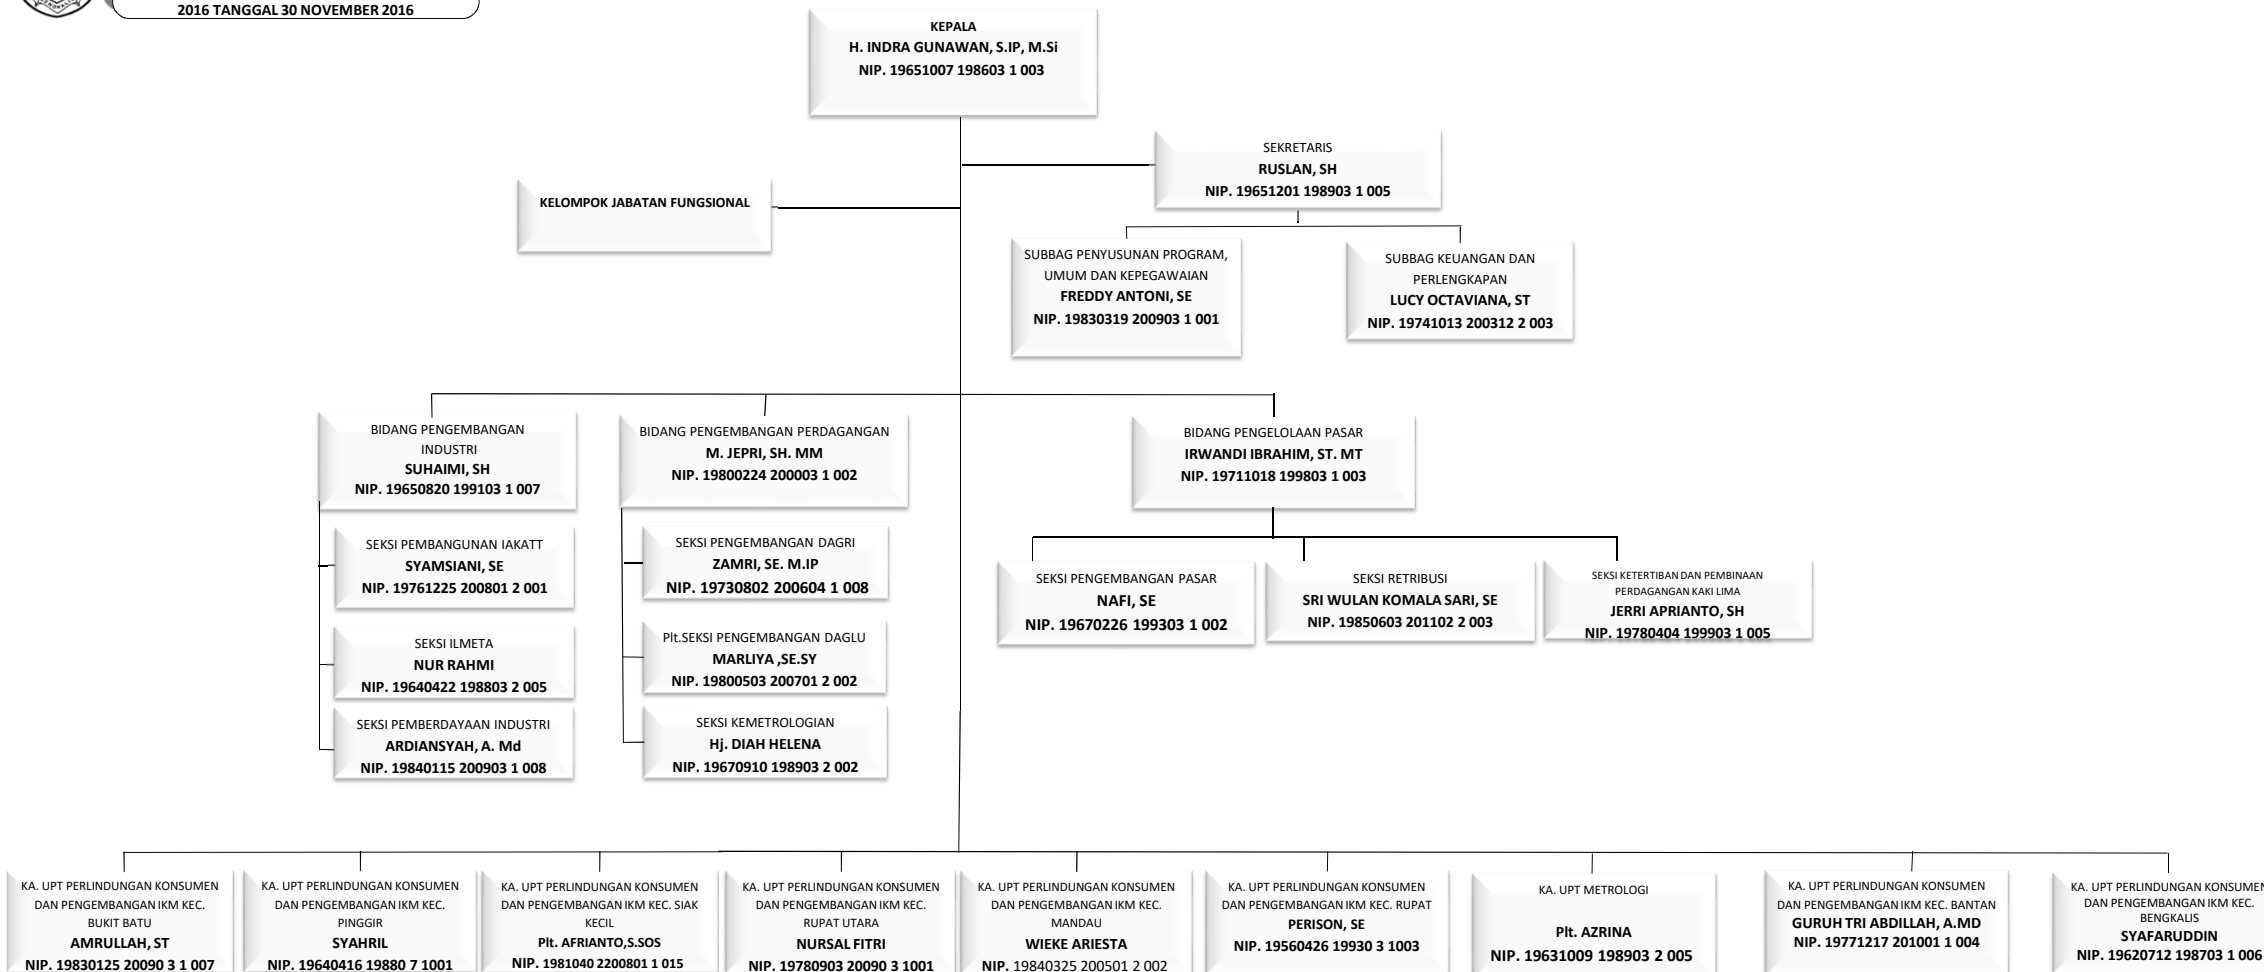 2016 TANGGAL 30 NOVEMBER 2016
KEPALA
H. INDRA GUNAWAN, S.IP, M.Si
NIP. 19651007 198603 1 003
SEKRETARIS
RUSLAN, SH
NIP. 19651201 198903 1 005
KELOMPOK JABATAN FUNGSIONAL
SUBBAG PENYUSUNAN PROGRAM,
UMUM DAN KEPEGAWAIAN
FREDDY ANTONI, SE
NIP. 19830319 200903 1 001
SUBBAG KEUANGAN DAN
PERLENGKAPAN
LUCY OCTAVIANA, ST
NIP. 19741013 200312 2 003
BIDANG PENGEMBANGAN
INDUSTRI
SUHAIMI, SH
NIP. 19650820 199103 1 007
BIDANG PENGEMBANGAN PERDAGANGAN
M. JEPRI, SH. MM
NIP. 19800224 200003 1 002
BIDANG PENGELOLAAN PASAR
IRWANDI IBRAHIM, ST. MT
NIP. 19711018 199803 1 003
SEKSI PEMBANGUNAN IAKATT
SYAMSIANI, SE
NIP. 19761225 200801 2 001
SEKSI ILMETA
NUR RAHMI
NIP. 19640422 198803 2 005
SEKSI PEMBERDAYAAN INDUSTRI
ARDIANSYAH, A. Md
NIP. 19840115 200903 1 008
SEKSI PENGEMBANGAN DAGRI
ZAMRI, SE. M.IP
NIP. 19730802 200604 1 008
Plt.SEKSI PENGEMBANGAN DAGLU
MARLIYA ,SE.SY
NIP. 19800503 200701 2 002
SEKSI KEMETROLOGIAN
Hj. DIAH HELENA
NIP. 19670910 198903 2 002
SEKSI PENGEMBANGAN PASAR
NAFI, SE
NIP. 19670226 199303 1 002
SEKSI RETRIBUSI
SRI WULAN KOMALA SARI, SE
NIP. 19850603 201102 2 003
SEKSI KETERTIBAN DAN PEMBINAAN
PERDAGANGAN KAKI LIMA
JERRI APRIANTO, SH
NIP. 19780404 199903 1 005
KA. UPT PERLINDUNGAN KONSUMEN
DAN PENGEMBANGAN IKM KEC.
BUKIT BATU
AMRULLAH, ST
NIP. 19830125 20090 3 1 007
KA. UPT PERLINDUNGAN KONSUMEN
DAN PENGEMBANGAN IKM KEC.
PINGGIR
SYAHRIL
NIP. 19640416 19880 7 1001
KA. UPT PERLINDUNGAN KONSUMEN
DAN PENGEMBANGAN IKM KEC. SIAK
KECIL
Plt. AFRIANTO,S.SOS
NIP. 1981040 2200801 1 015
KA. UPT PERLINDUNGAN KONSUMEN
DAN PENGEMBANGAN IKM KEC.
RUPAT UTARA
NURSAL FITRI
NIP. 19780903 20090 3 1001
KA. UPT PERLINDUNGAN KONSUMEN
DAN PENGEMBANGAN IKM KEC.
MANDAU
WIEKE ARIESTA
NIP. 19840325 200501 2 002
KA. UPT PERLINDUNGAN KONSUMEN
DAN PENGEMBANGAN IKM KEC. RUPAT
PERISON, SE
NIP. 19560426 19930 3 1003
KA. UPT METROLOGI
Plt. AZRINA
NIP. 19631009 198903 2 005
KA. UPT PERLINDUNGAN KONSUMEN
DAN PENGEMBANGAN IKM KEC. BANTAN
GURUH TRI ABDILLAH, A.MD
NIP. 19771217 201001 1 004
KA. UPT PERLINDUNGAN KONSUMEN
DAN PENGEMBANGAN IKM KEC.
BENGKALIS
SYAFARUDDIN
NIP. 19620712 198703 1 006